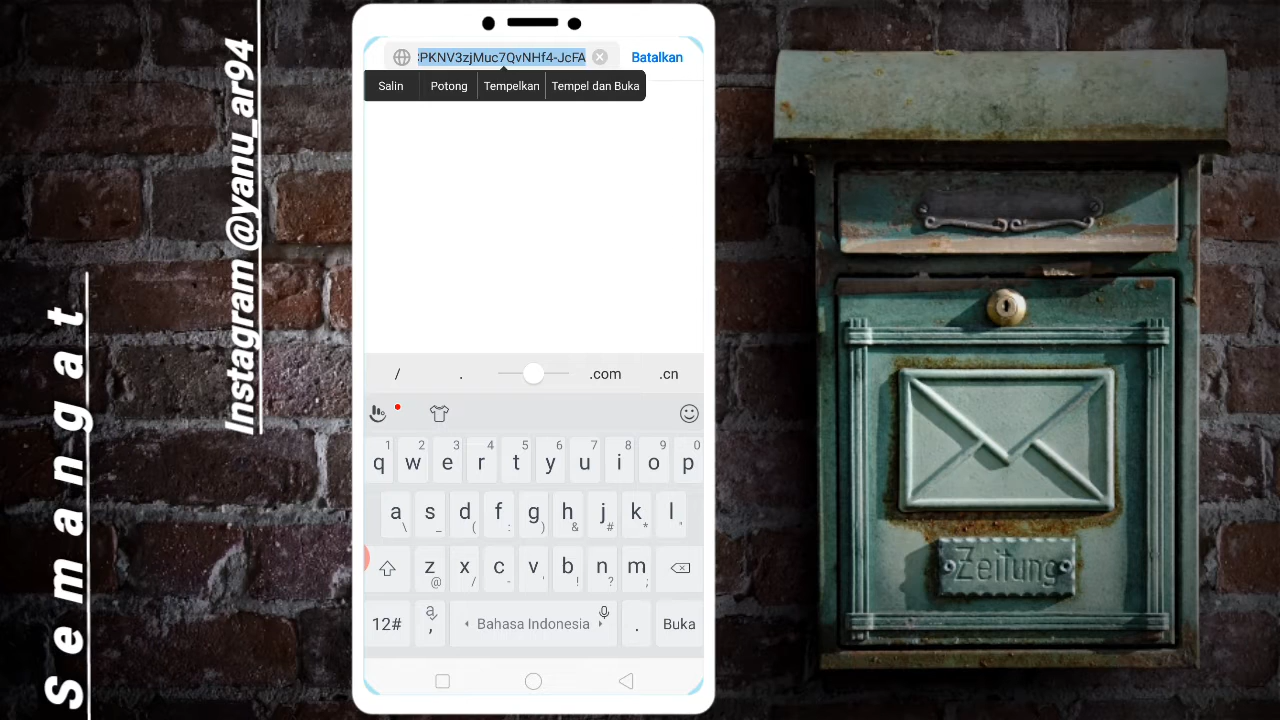 Semangat
Instagram @yanu_ar94
:PKNV3zjMuc7QvNHf4-JcFA
Batalkan
Salin
Potong
Tempelkan
Tempel dan Buka
/ . .com .cn
1 2 3 4 5 6 7 8 9 0
q w e r t y u i o p
a s d f g h j k l
\ _ ( : ) & # * "
z x c v b n m
@ / - ' ! ? ;
12# a , Bahasa Indonesia . Buka
Zeitung